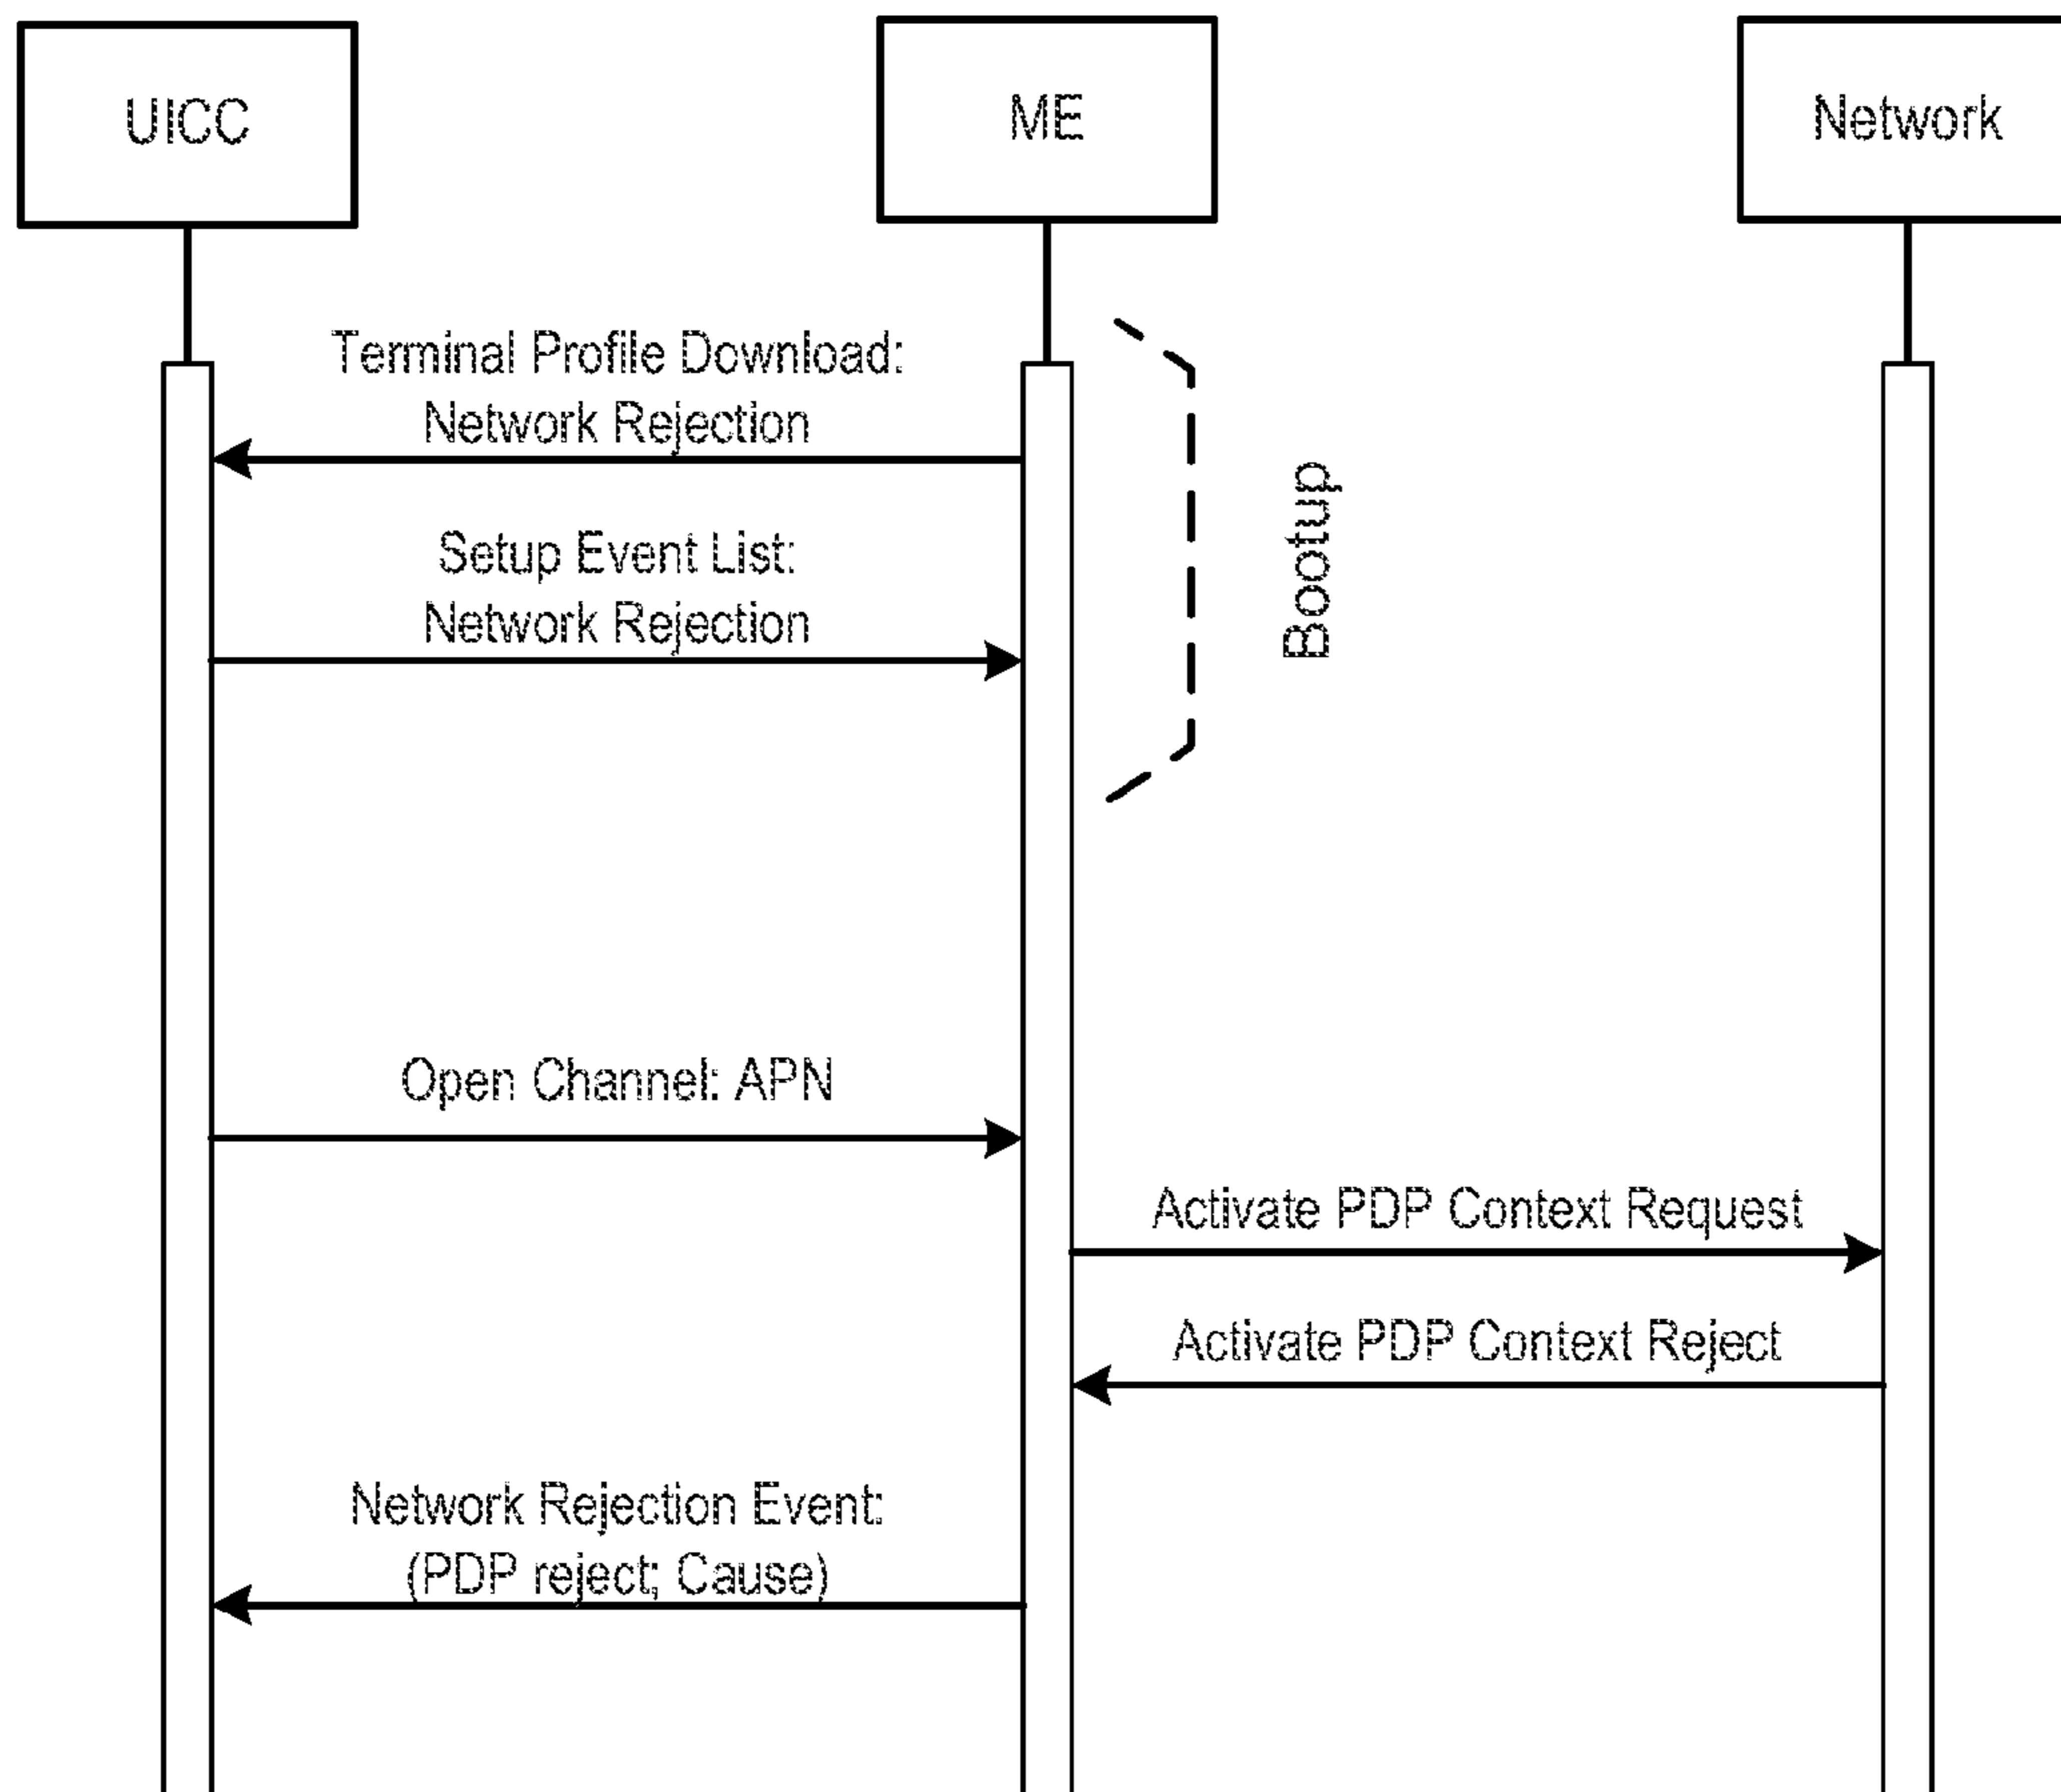 UICC
ME
Network
Terminal Profile Download:
Network Rejection
Setup Event List:
Network Rejection
Bootup
Open Channel: APN
Activate PDP Context Request
Activate PDP Context Reject
Network Rejection Event:
(PDP reject; Cause)